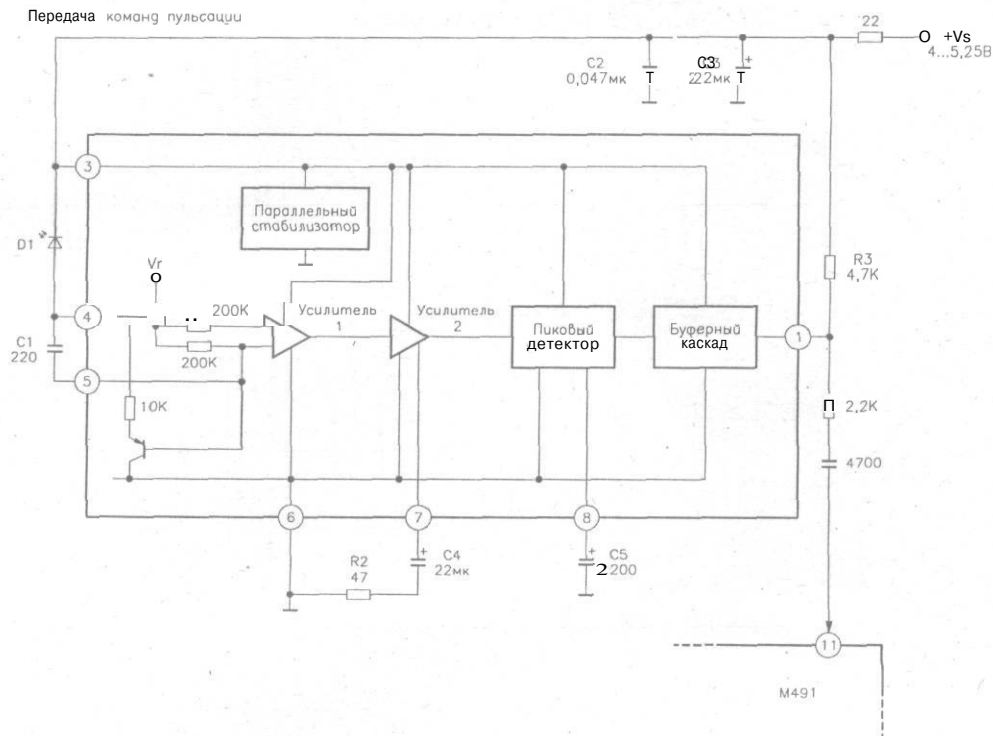 Передача команд пульсации
22
O +Vs
4...5,25В
C2
0,047мк
C3
22мк
+
3
Параллельный
стабилизатор
D1
Vr
R3
4,7K
4
200K
Усилитель
1
Усилитель
2
Пиковый
детектор
Буферный
каскад
1
C1
220
200K
5
10K
2,2K
4700
6
7
8
R2
47
+
C4
22мк
+
C5
2200
11
M491